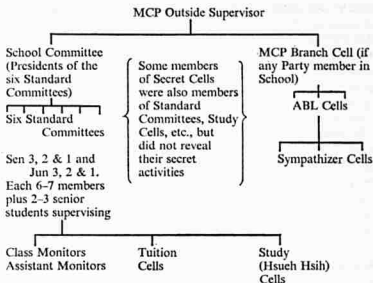 MCP Outside Supervisor
School Committee
(Presidents of the
six Standard
Committees)
Six Standard
Committees
Sen 3, 2 & 1 and
Jun 3, 2 & 1.
Each 6–7 members
plus 2–3 senior
students supervising
Some members
of Secret Cells
were also members
of Standard
Committees, Study
Cells, etc., but
did not reveal
their secret
activities
MCP Branch Cell (if
any Party member in
School)
ABL Cells
Sympathizer Cells
Class Monitors
Assistant Monitors
Tuition
Cells
Study
(Hsueh Hsih)
Cells